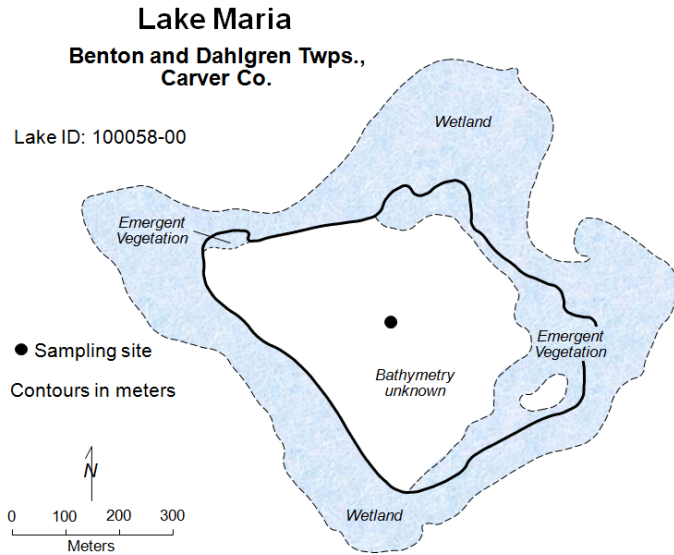 Lake Maria
Benton and Dahlgren Twps.,
Carver Co.
Wetland
Lake ID: 100058-00
Emergent
Vegetation
Sampling site
Emergent
Vegetation
Contours in meters
Bathymetry
unknown
N
Wetland
0 100 200 300
Meters